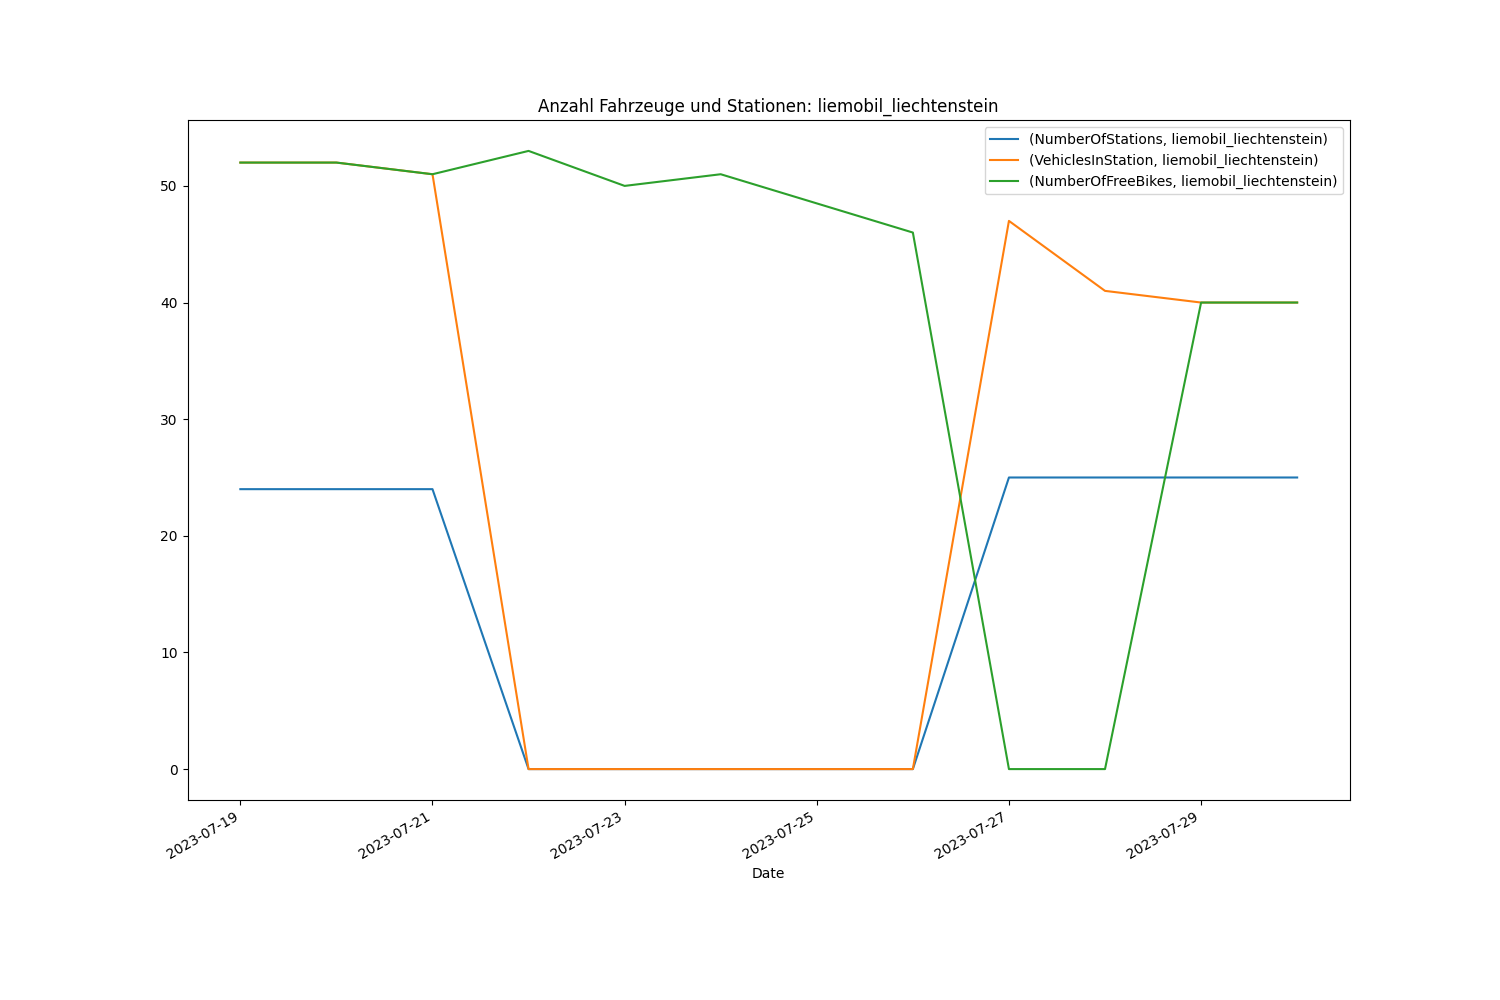 Anzahl Fahrzeuge und Stationen: liemobil_liechtenstein
(NumberOfStations, liemobil_liechtenstein)
(VehiclesInStation, liemobil_liechtenstein)
(NumberOfFreeBikes, liemobil_liechtenstein)
50
40
30
20
10
0
2023-07-19
2023-07-21
2023-07-23
2023-07-25
2023-07-27
2023-07-29
Date